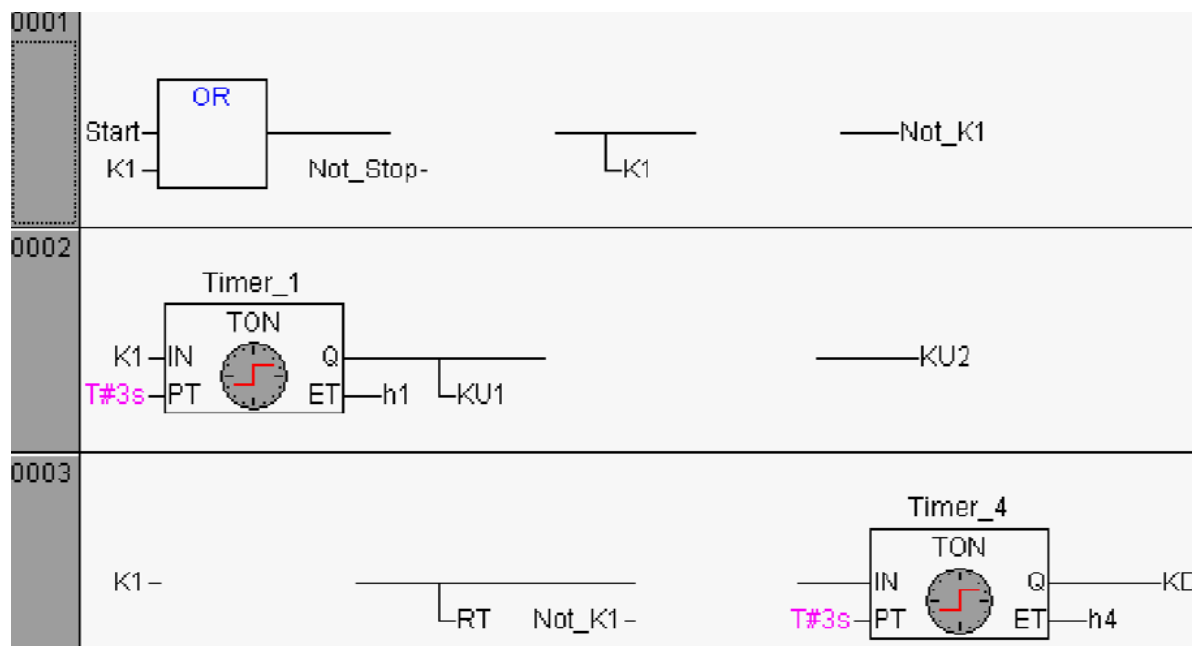 0001
OR
Start
K1
Not_Stop
K1
Not_K1
0002
Timer_1
TON
K1
IN
Q
KU2
T#3s
PT
ET
h1
KU1
0003
Timer_4
TON
K1
IN
Q
RT
Not_K1
T#3s
PT
ET
h4